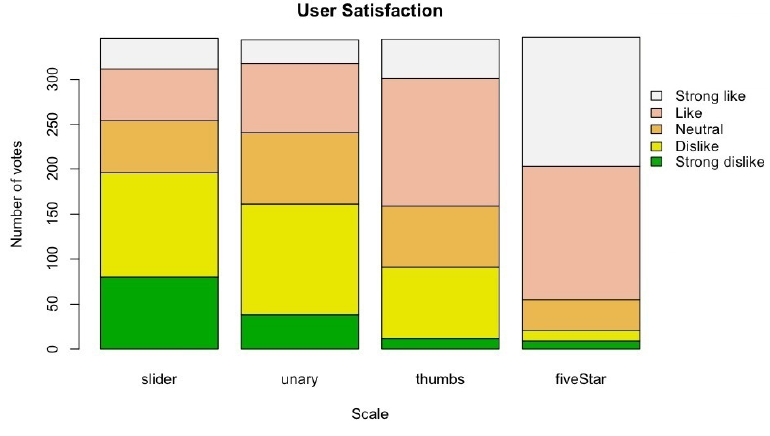 User Satisfaction
Number of votes
300
250
200
150
100
50
0
Strong like
Like
Neutral
Dislike
Strong dislike
slider
unary
thumbs
fiveStar
Scale